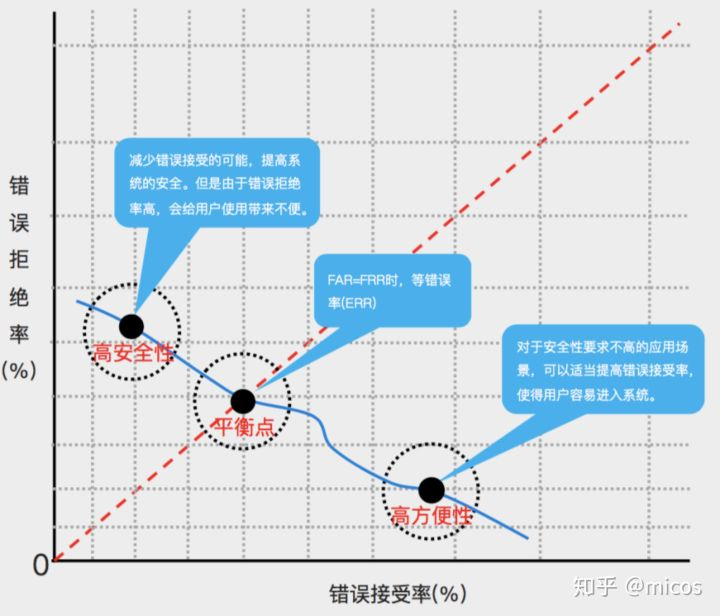 减少错误接受的可能，提高系
统的安全。但是由于错误拒绝
率高，会给用户使用带来不便。
错
误
拒
绝
率
(%)
FAR=FRR时，等错误
率(ERR)
对于安全性要求不高的应用场
景，可以适当提高错误接受率，
使得用户容易进入系统。
高安全性
平衡点
高方便性
0
错误接受率(%)
知乎 @micos